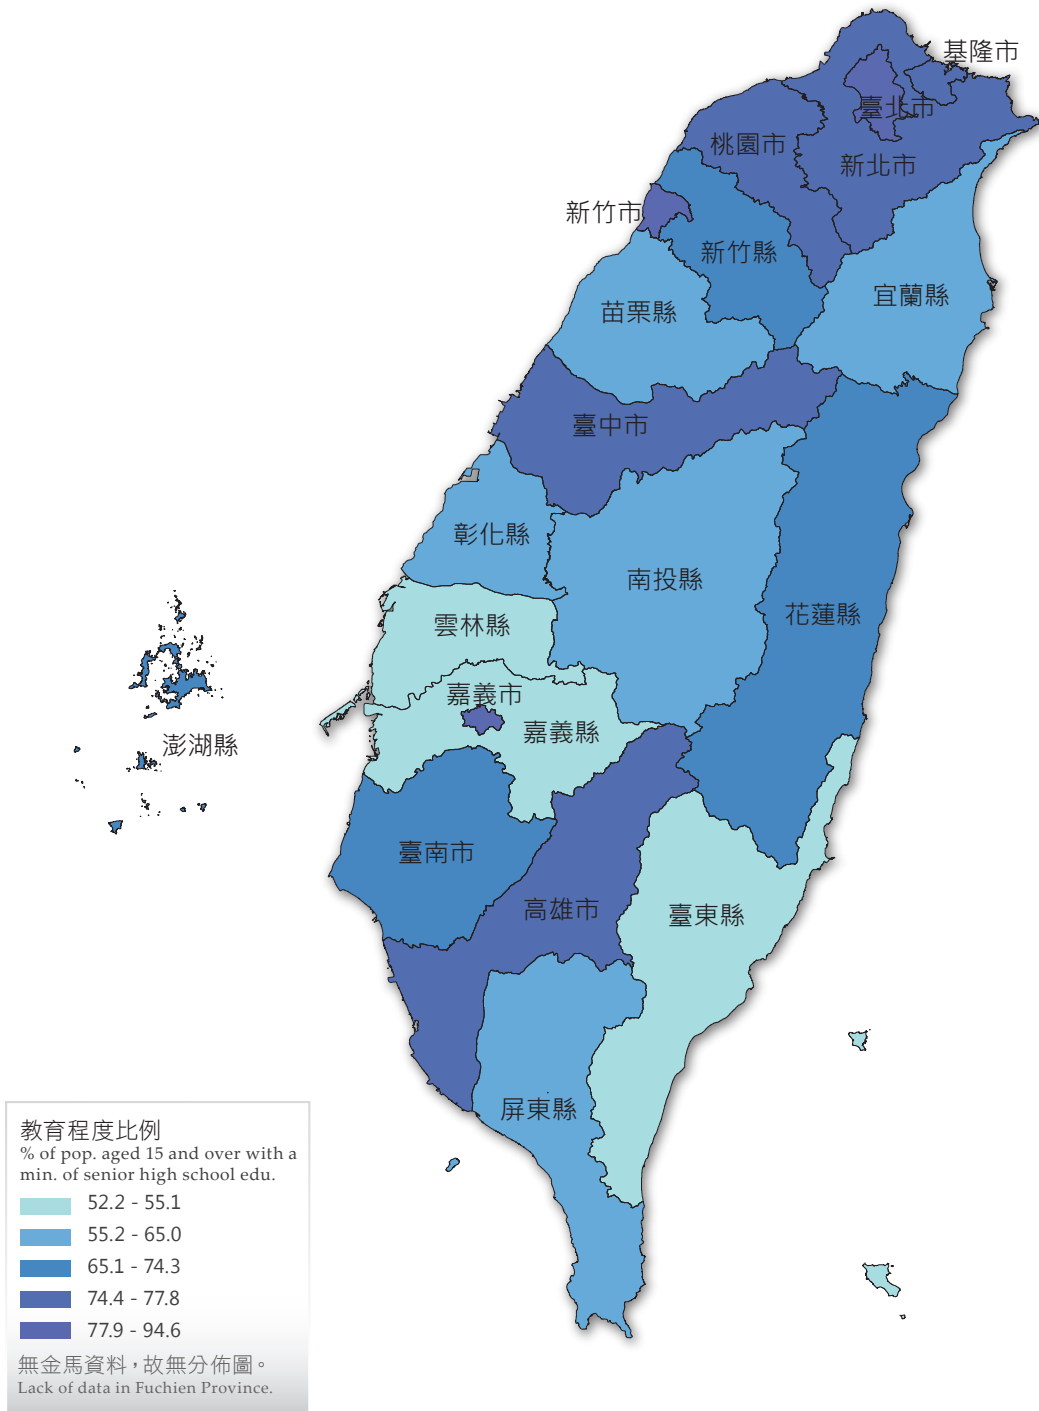 基隆市
臺北市
桃園市
新北市
新竹市
新竹縣
宜蘭縣
苗栗縣
臺中市
彰化縣
南投縣
花蓮縣
雲林縣
嘉義市
嘉義縣
澎湖縣
臺南市
高雄市
臺東縣
屏東縣
教育程度比例
% of pop. aged 15 and over with a
min. of senior high school edu.
52.2 - 55.1
55.2 - 65.0
65.1 - 74.3
74.4 - 77.8
77.9 - 94.6
無金馬資料，故無分佈圖。
Lack of data in Fuchien Province.